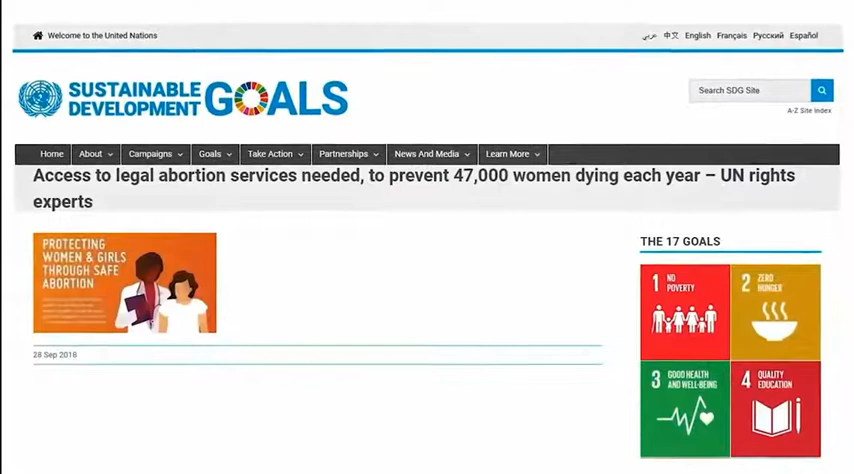 Welcome to the United Nations
عربي 中文 English Français Русский Español
SUSTAINABLE
DEVELOPMENT GOALS
Search SDG Site
A-Z Site Index
Home About Campaigns Goals Take Action Partnerships News And Media Learn More
Access to legal abortion services needed, to prevent 47,000 women dying each year – UN rights
experts
PROTECTING
WOMEN & GIRLS
THROUGH SAFE
ABORTION
28 Sep 2018
THE 17 GOALS
1 NO
POVERTY
2 ZERO
HUNGER
3 GOOD HEALTH
AND WELL-BEING
4 QUALITY
EDUCATION